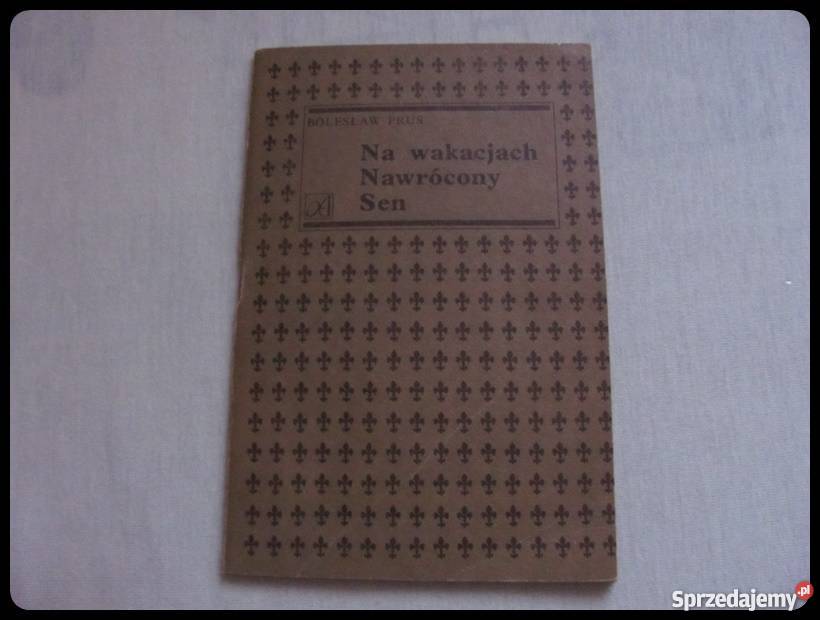 BOLESŁAW PRUS
Na wakacjach
Nawrócony
Sen
A
Sprzedajemy.pl